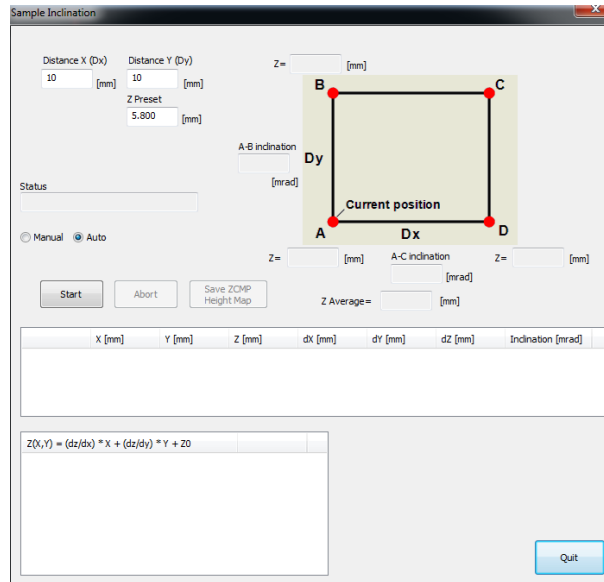 Sample Inclination
Distance X (Dx) Distance Y (Dy) Z= [mm]
10 [mm] 10 [mm]
Z Preset
5.800 [mm]
B C
A-B inclination
Dy
[mrad]
Status
Current position
Manual Auto
A Dx D
Z= [mm] A-C inclination Z= [mm]
[mrad]
Start Abort Save ZCMP
Height Map
Z Average= [mm]
X [mm] Y [mm] Z [mm] dX [mm] dY [mm] dZ [mm] Inclination [mrad]
Z(X,Y) = (dz/dx) * X + (dz/dy) * Y + Z0
Quit